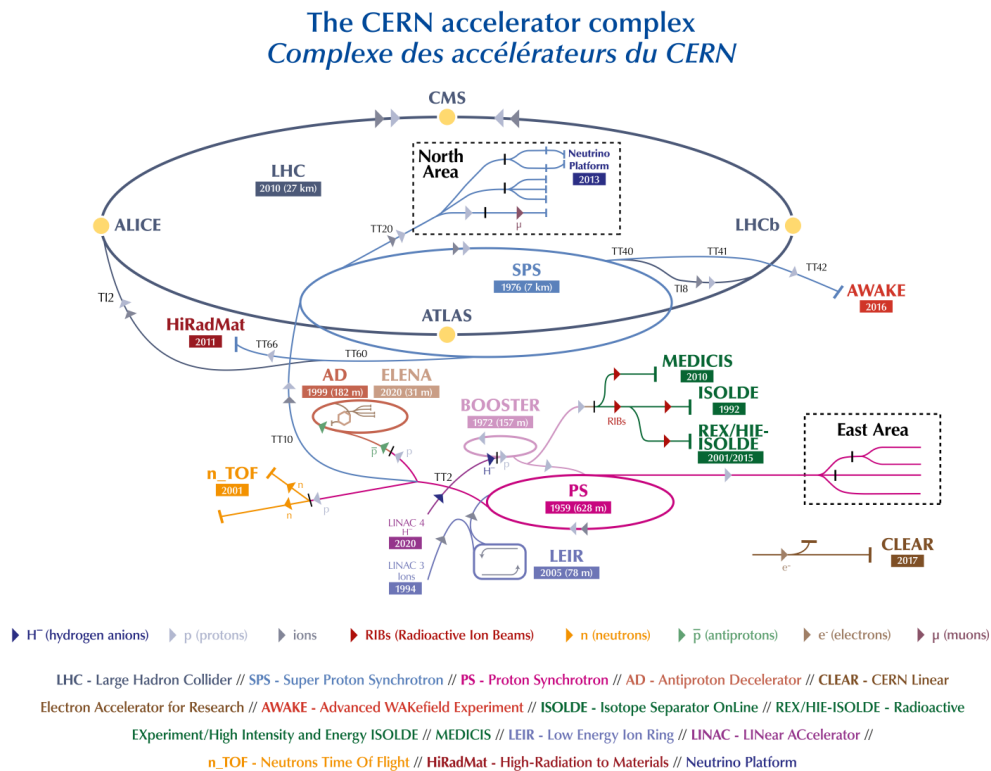 The CERN accelerator complex
Complexe des accélérateurs du CERN
CMS
North
Area
Neutrino
Platform
2013
LHC
2010 (27 km)
ALICE
LHCb
TT20
μ
TT40
TT41
TT42
SPS
1976 (7 km)
TI8
TI2
AWAKE
2016
ATLAS
HiRadMat
2011
TT66
TT60
AD
1999 (182 m)
ELENA
2020 (31 m)
MEDICIS
2010
ISOLDE
1992
RIBs
REX/HIE-
ISOLDE
2001/2015
BOOSTER
1972 (157 m)
East Area
TT10
p̅
p
H⁻
p
n_TOF
2001
n
n
p
TT2
PS
1959 (628 m)
LINAC 4
H⁻
2020
LINAC 3
Ions
1994
LEIR
2005 (78 m)
CLEAR
2017
e⁻
H⁻ (hydrogen anions)
p (protons)
ions
RIBs (Radioactive Ion Beams)
n (neutrons)
p̅ (antiprotons)
e⁻ (electrons)
μ (muons)
LHC - Large Hadron Collider // SPS - Super Proton Synchrotron // PS - Proton Synchrotron // AD - Antiproton Decelerator // CLEAR - CERN Linear
Electron Accelerator for Research // AWAKE - Advanced WAKefield Experiment // ISOLDE - Isotope Separator OnLine // REX/HIE-ISOLDE - Radioactive
EXperiment/High Intensity and Energy ISOLDE // MEDICIS // LEIR - Low Energy Ion Ring // LINAC - LINear ACcelerator //
n_TOF - Neutrons Time Of Flight // HiRadMat - High-Radiation to Materials // Neutrino Platform